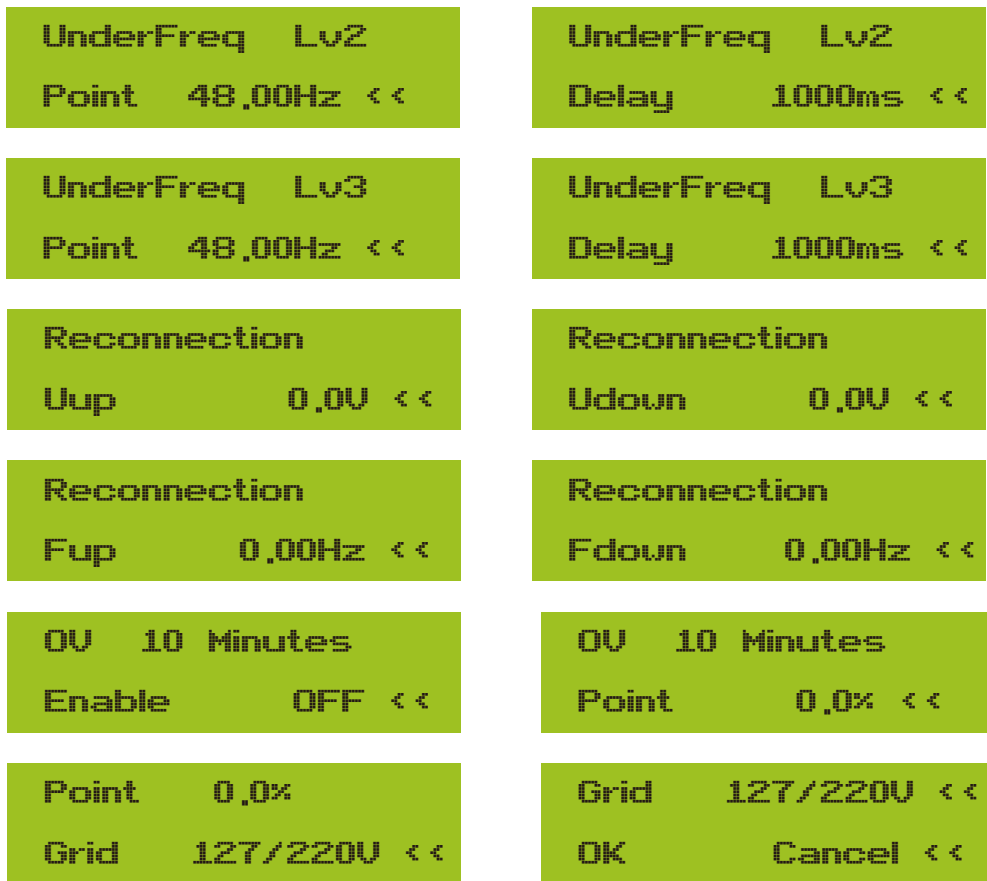 UnderFreq Lv2
Point 48.00Hz <<
UnderFreq Lv2
Delay 1000ms <<
UnderFreq Lv3
Point 48.00Hz <<
UnderFreq Lv3
Delay 1000ms <<
Reconnection
Uup 0.0V <<
Reconnection
Udown 0.0V <<
Reconnection
Fup 0.00Hz <<
Reconnection
Fdown 0.00Hz <<
OV 10 Minutes
Enable OFF <<
OV 10 Minutes
Point 0.0% <<
Point 0.0%
Grid 127/220V <<
Grid 127/220V <<
OK Cancel <<